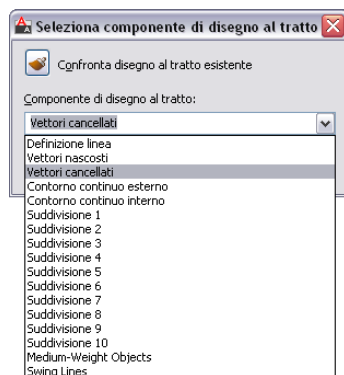 Seleziona componente di disegno al tratto
Confronta disegno al tratto esistente
Componente di disegno al tratto:
Vettori cancellati
Definizione linea
Vettori nascosti
Vettori cancellati
Contorno continuo esterno
Contorno continuo interno
Suddivisione 1
Suddivisione 2
Suddivisione 3
Suddivisione 4
Suddivisione 5
Suddivisione 6
Suddivisione 7
Suddivisione 8
Suddivisione 9
Suddivisione 10
Medium-Weight Objects
Swing Lines